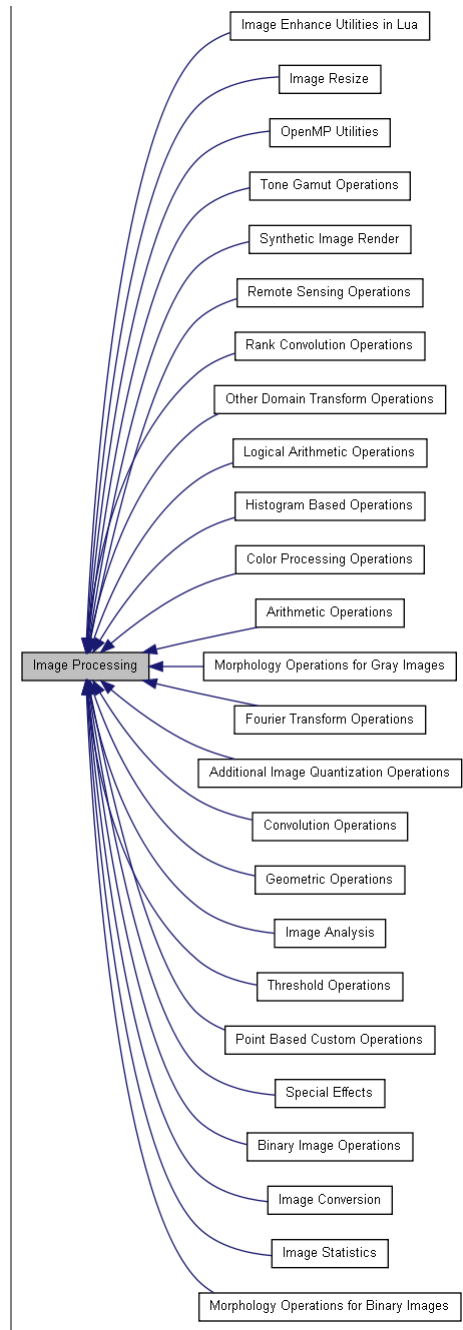 Image Enhance Utilities in Lua
Image Resize
OpenMP Utilities
Tone Gamut Operations
Synthetic Image Render
Remote Sensing Operations
Rank Convolution Operations
Other Domain Transform Operations
Logical Arithmetic Operations
Histogram Based Operations
Color Processing Operations
Arithmetic Operations
Image Processing
Morphology Operations for Gray Images
Fourier Transform Operations
Additional Image Quantization Operations
Convolution Operations
Geometric Operations
Image Analysis
Threshold Operations
Point Based Custom Operations
Special Effects
Binary Image Operations
Image Conversion
Image Statistics
Morphology Operations for Binary Images